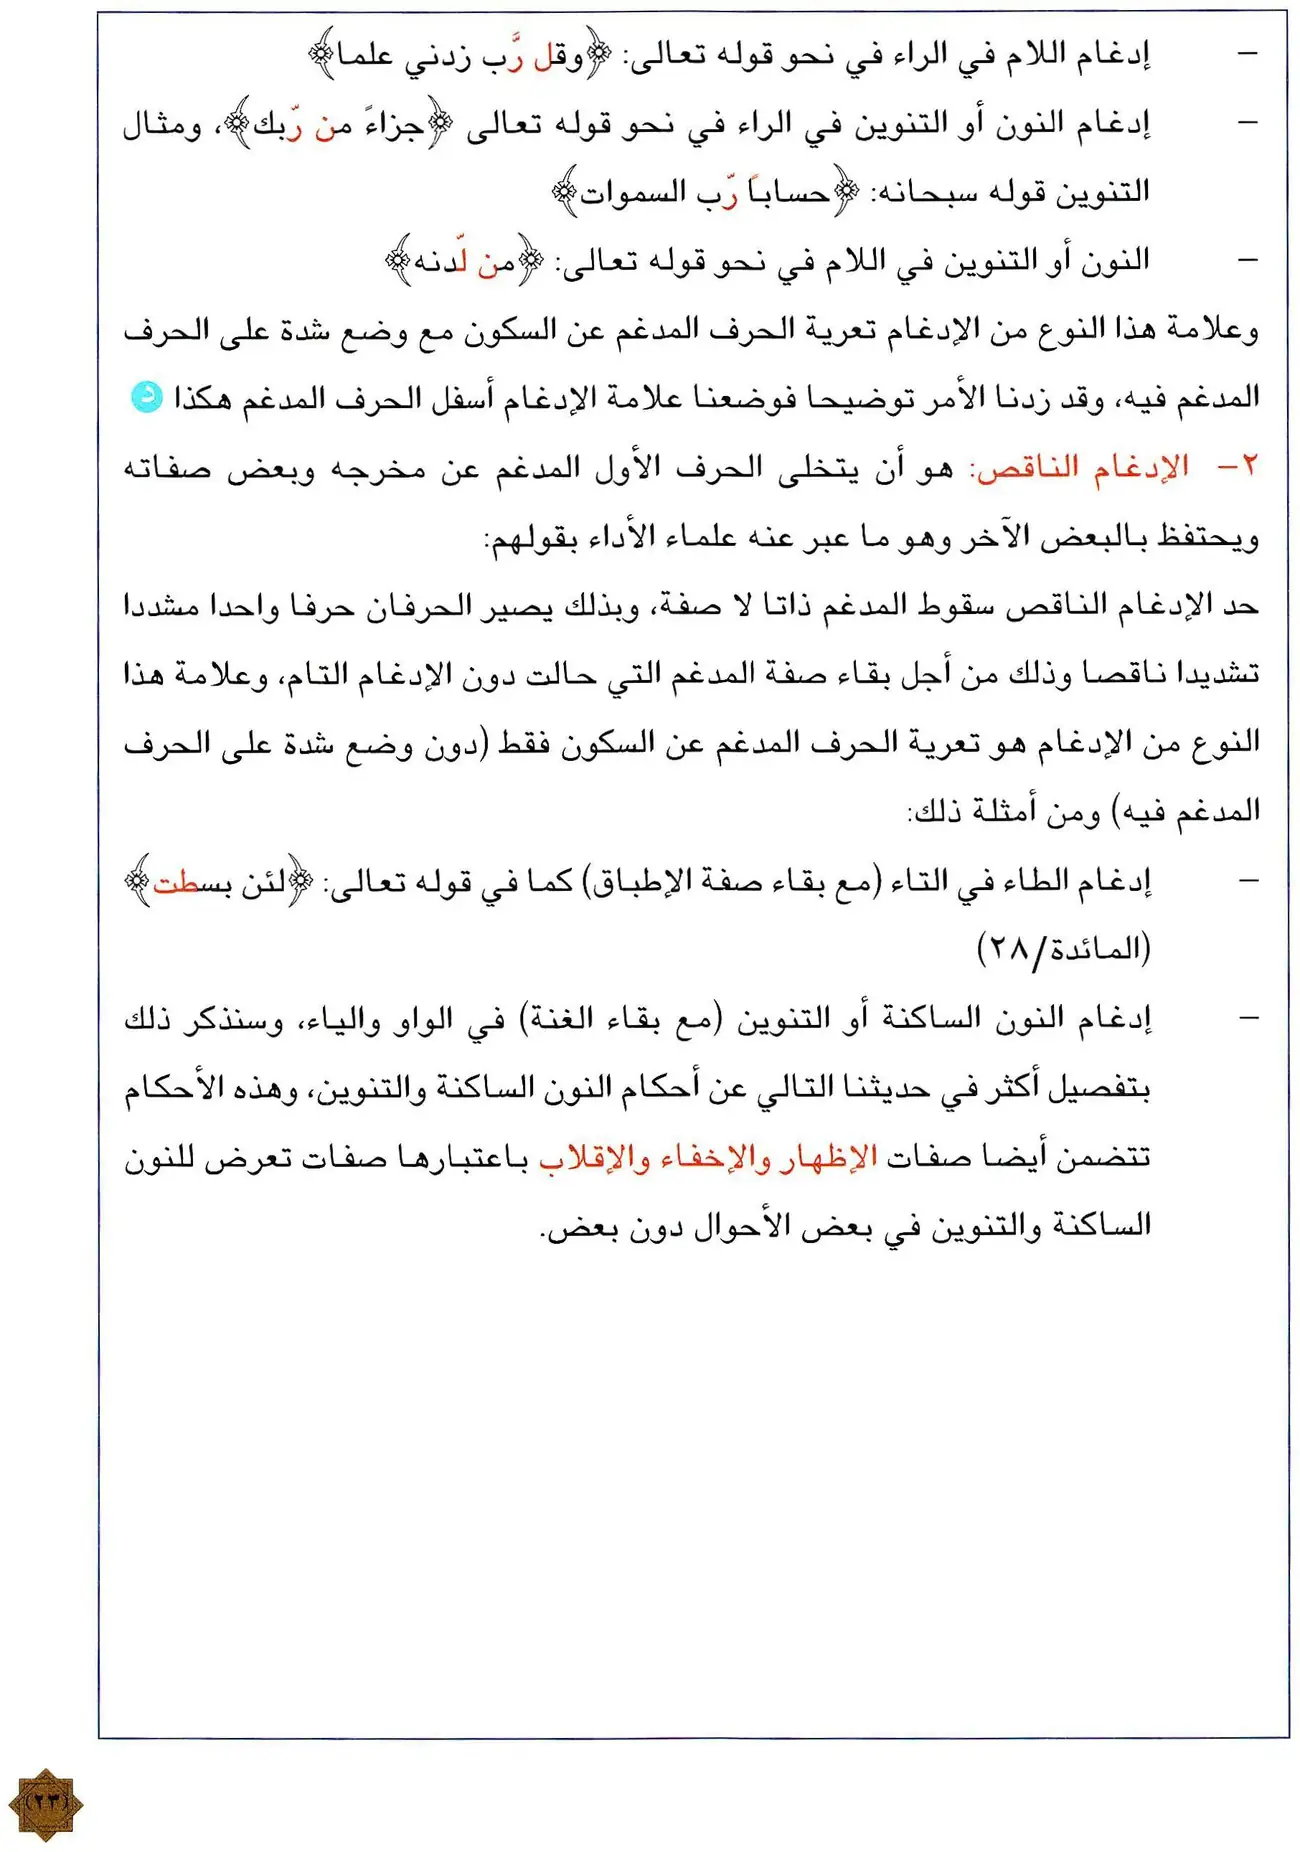 - إدغام اللام في الراء في نحو قوله تعالى: ﴿وقل رَّب زدني علما﴾
- إدغام النون أو التنوين في الراء في نحو قوله تعالى ﴿جزاءً من رّبك﴾، ومثال
التنوين قوله سبحانه: ﴿حساباً رّب السموات﴾
- النون أو التنوين في اللام في نحو قوله تعالى: ﴿من لّدنه﴾
وعلامة هذا النوع من الإدغام تعرية الحرف المدغم عن السكون مع وضع شدة على الحرف
المدغم فيه، وقد زدنا الأمر توضيحا فوضعنا علامة الإدغام أسفل الحرف المدغم هكذا د
٢- الإدغام الناقص: هو أن يتخلى الحرف الأول المدغم عن مخرجه وبعض صفاته
ويحتفظ بالبعض الآخر وهو ما عبر عنه علماء الأداء بقولهم:
حد الإدغام الناقص سقوط المدغم ذاتا لا صفة، وبذلك يصير الحرفان حرفا واحدا مشددا
تشديدا ناقصا وذلك من أجل بقاء صفة المدغم التي حالت دون الإدغام التام، وعلامة هذا
النوع من الإدغام هو تعرية الحرف المدغم عن السكون فقط (دون وضع شدة على الحرف
المدغم فيه) ومن أمثلة ذلك:
- إدغام الطاء في التاء (مع بقاء صفة الإطباق) كما في قوله تعالى: ﴿لئن بسطت﴾
(المائدة/٢٨)
- إدغام النون الساكنة أو التنوين (مع بقاء الغنة) في الواو والياء، وسنذكر ذلك
بتفصيل أكثر في حديثنا التالي عن أحكام النون الساكنة والتنوين، وهذه الأحكام
تتضمن أيضا صفات الإظهار والإخفاء والإقلاب باعتبارها صفات تعرض للنون
الساكنة والتنوين في بعض الأحوال دون بعض.
(٢٣)